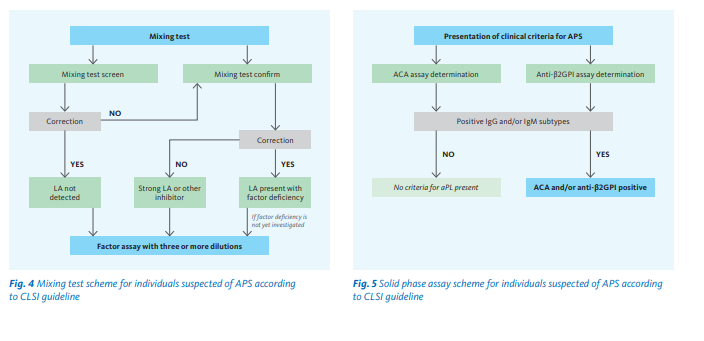 Mixing test
Mixing test screen
Mixing test confirm
NO
Correction
Correction
YES
NO
YES
LA not
detected
Strong LA or other
inhibitor
LA present with
factor deficiency
If factor deficiency is
not yet investigated
Factor assay with three or more dilutions
Fig. 4 Mixing test scheme for individuals suspected of APS according
to CLSI guideline
Presentation of clinical criteria for APS
ACA assay determination
Anti-β2GPI assay determination
Positive IgG and/or IgM subtypes
NO
YES
No criteria for aPL present
ACA and/or anti-β2GPI positive
Fig. 5 Solid phase assay scheme for individuals suspected of APS according
to CLSI guideline